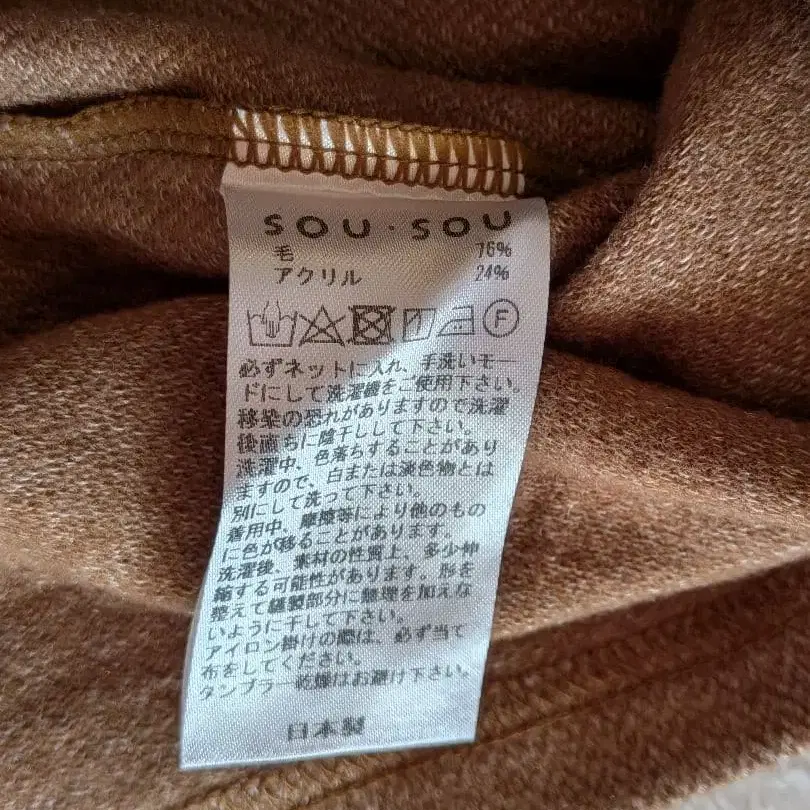 SOU・SOU
毛 76%
アクリル 24%
F
必ずネットに入れ、手洗いモー
ドにして洗濯機をご使用下さい。
移染の恐れがありますので洗濯
後直ちに陰干しして下さい。
洗濯中、色落ちすることがあり
ますので、白または淡色物とは
別にして洗って下さい。
着用中、摩擦等により他のもの
に色が移ることがあります。
洗濯後、素材の性質上、多少伸
縮する可能性があります。形を
整えて縫製部分に無理を加えな
いように干して下さい。
アイロン掛けの際は、必ず当て
布をしてください。
タンブラー乾燥はお避け下さい。
日本製